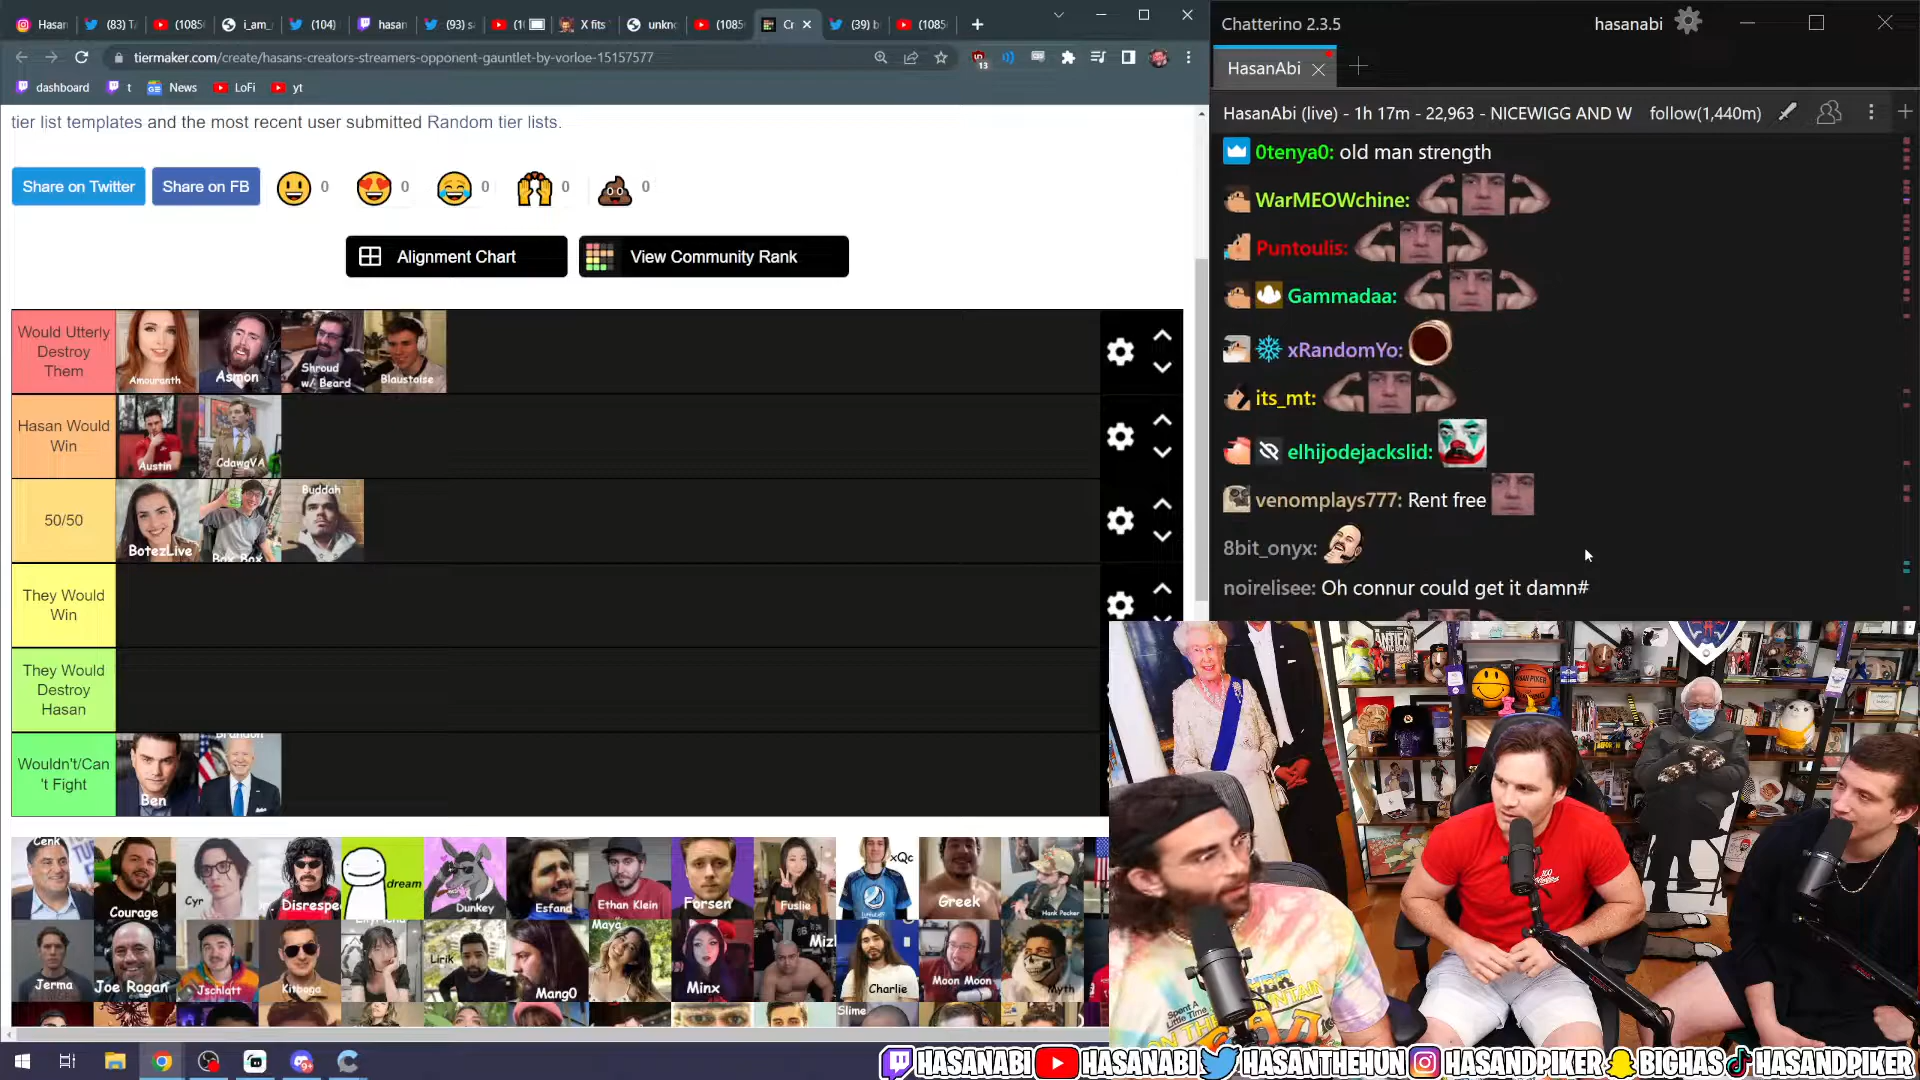 Hasan
(83) T
(1085
i_am_
(104)
hasan
(93) s
X fits
unkn
(1085
Cr
(39) b
(1085
tiermaker.com/create/hasans-creators-streamers-opponent-gauntlet-by-vorloe-15157577
13
dashboard
t
News
LoFi
yt
tier list templates and the most recent user submitted Random tier lists.
Share on Twitter
Share on FB
0
0
0
0
0
Alignment Chart
View Community Rank
Would Utterly
Destroy
Them
Amouranth
Asmon
Shroud
w/ Beard
Blaustoise
Hasan Would
Win
Austin
CdawgVA
50/50
BotezLive
Box Box
Buddah
They Would
Win
They Would
Destroy
Hasan
Wouldn't/Can
't Fight
Ben
Brandon
Cenk
Courage
Cyr
Disrespe
dream
Dunkey
Esfand
Ethan Klein
Forsen
Fuslie
xQc
Greek
Hank Pecker
Jerma
Joe Rogan
Jschlatt
Kitboga
Lirik
Mang0
Maya
Minx
Mizk
Charlie
Moon Moon
Myth
Slime
Chatterino 2.3.5
hasanabi
HasanAbi
HasanAbi (live) - 1h 17m - 22,963 - NICEWIGG AND W
follow(1,440m)
0tenya0: old man strength
WarMEOWchine:
Puntoulis:
Gammadaa:
xRandomYo:
its_mt:
elhijodejackslid:
venomplays777: Rent free
8bit_onyx:
noirelisee: Oh connur could get it damn#
HASANABI
HASANABI
HASANTHEHUN
HASANDPIKER
BIGHAS
HASANDPIKER